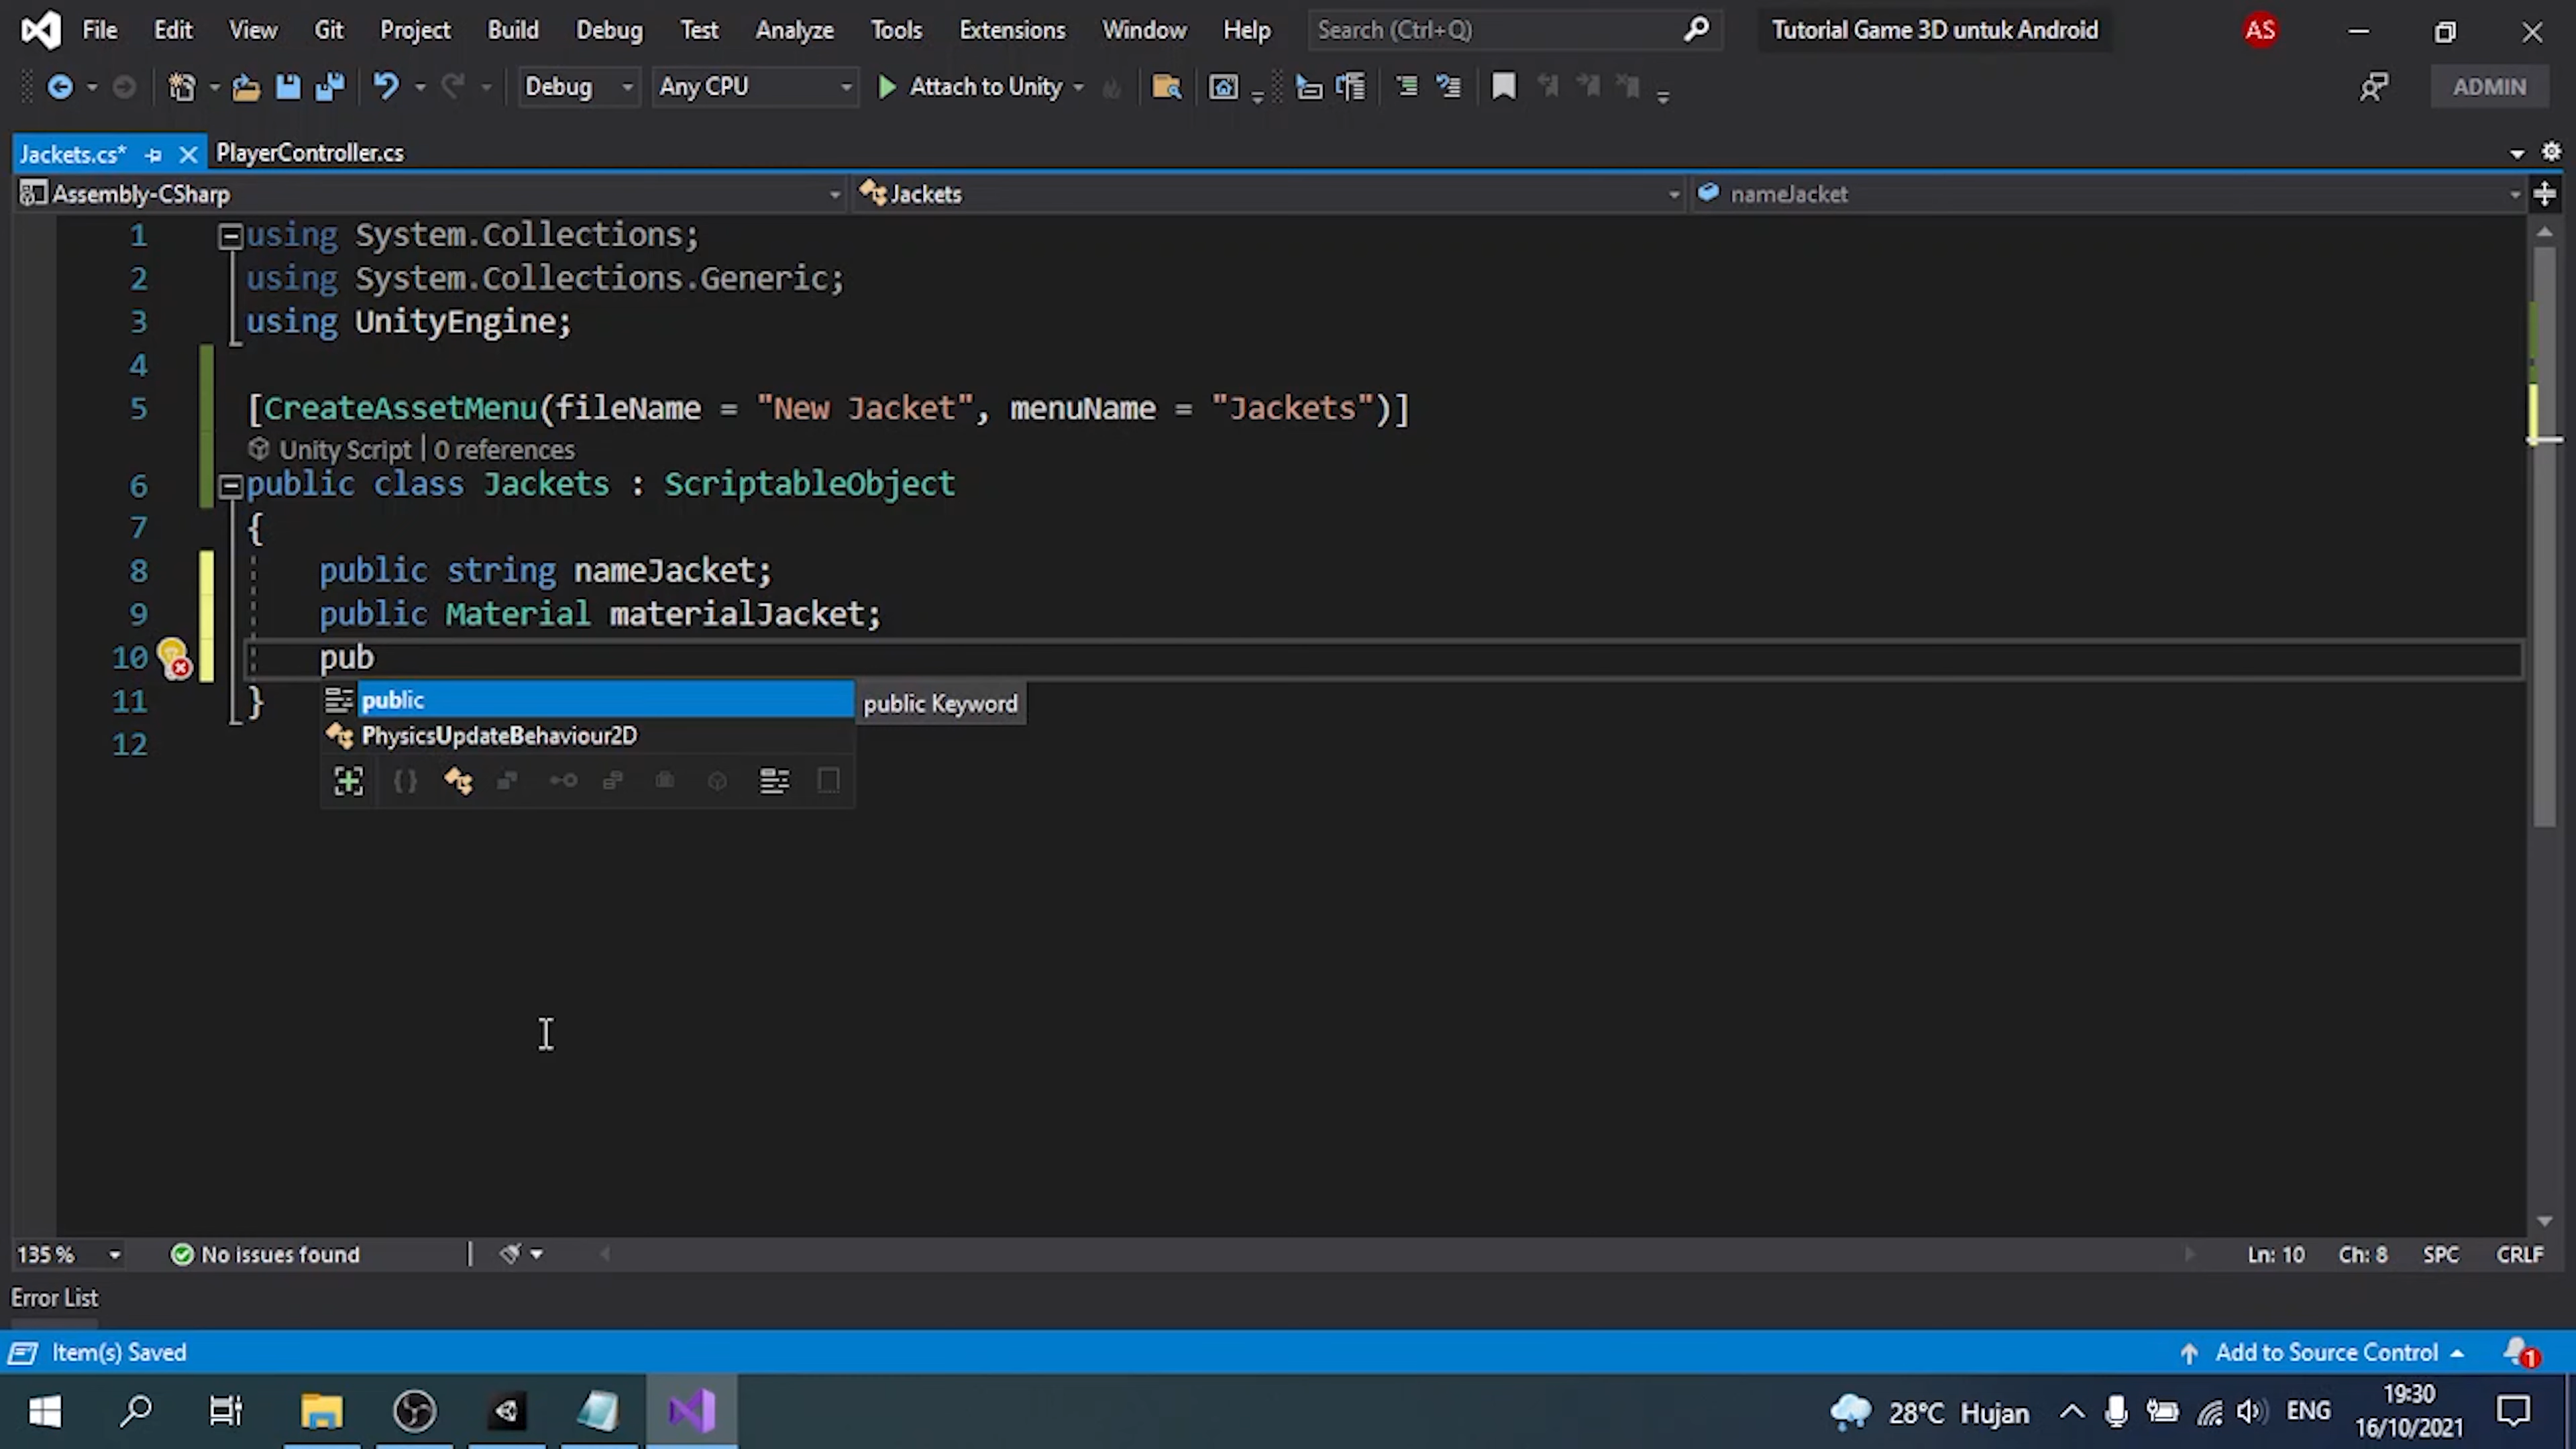 File Edit View Git Project Build Debug Test Analyze Tools Extensions Window Help Search (Ctrl+Q) Tutorial Game 3D untuk Android AS
Debug Any CPU Attach to Unity ADMIN
Jackets.cs* PlayerController.cs
Assembly-CSharp Jackets nameJacket
1 using System.Collections;
2 using System.Collections.Generic;
3 using UnityEngine;
4
5 [CreateAssetMenu(fileName = "New Jacket", menuName = "Jackets")]
Unity Script | 0 references
6 public class Jackets : ScriptableObject
7 {
8 public string nameJacket;
9 public Material materialJacket;
10 pub
11 } public public Keyword
PhysicsUpdateBehaviour2D
12
135 % No issues found Ln: 10 Ch: 8 SPC CRLF
Error List
Item(s) Saved Add to Source Control 1
28°C Hujan ENG 19:30
16/10/2021